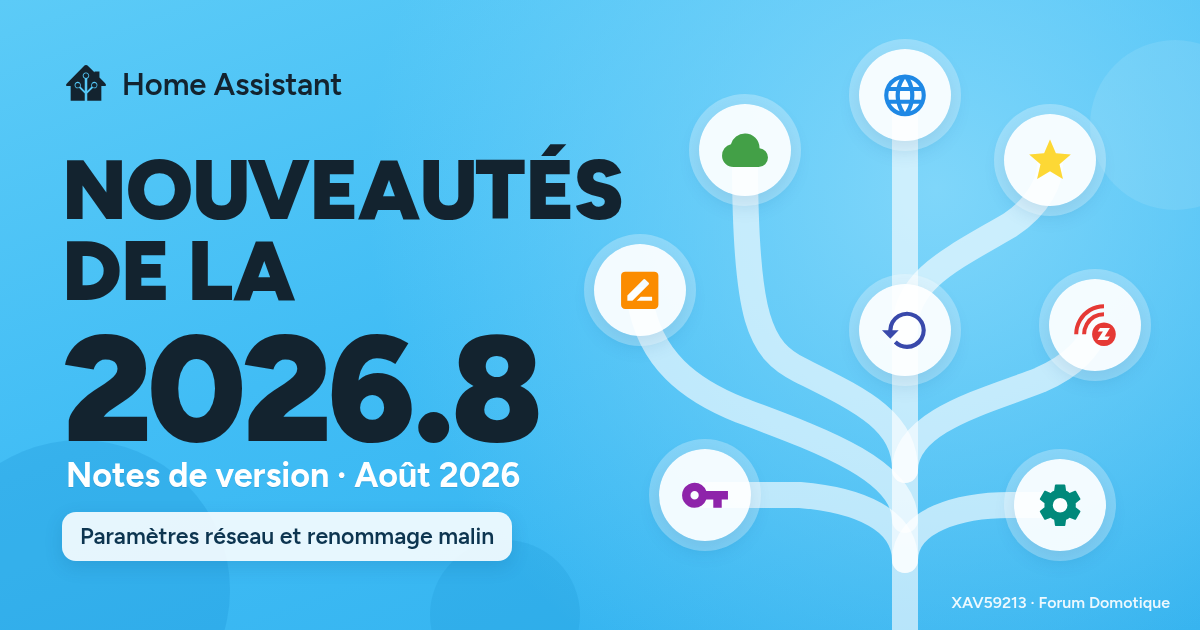 Home Assistant
NOUVEAUTÉS
DE LA
2026.8
Notes de version · Août 2026
Paramètres réseau et renommage malin
XAV59213 · Forum Domotique